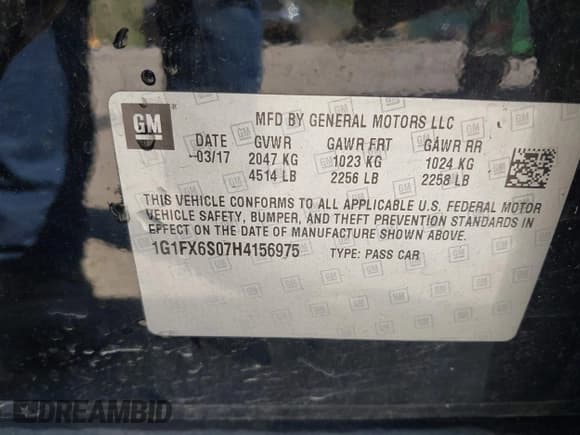 GM
MFD BY GENERAL MOTORS LLC
DATE GVWR GAWR FRT GAWR RR
03/17 2047 KG 1023 KG 1024 KG
4514 LB 2256 LB 2258 LB
THIS VEHICLE CONFORMS TO ALL APPLICABLE U.S. FEDERAL MOTOR
VEHICLE SAFETY, BUMPER, AND THEFT PREVENTION STANDARDS IN
EFFECT ON THE DATE OF MANUFACTURE SHOWN ABOVE.
1G1FX6S07H4156975 TYPE: PASS CAR
DREAMBID